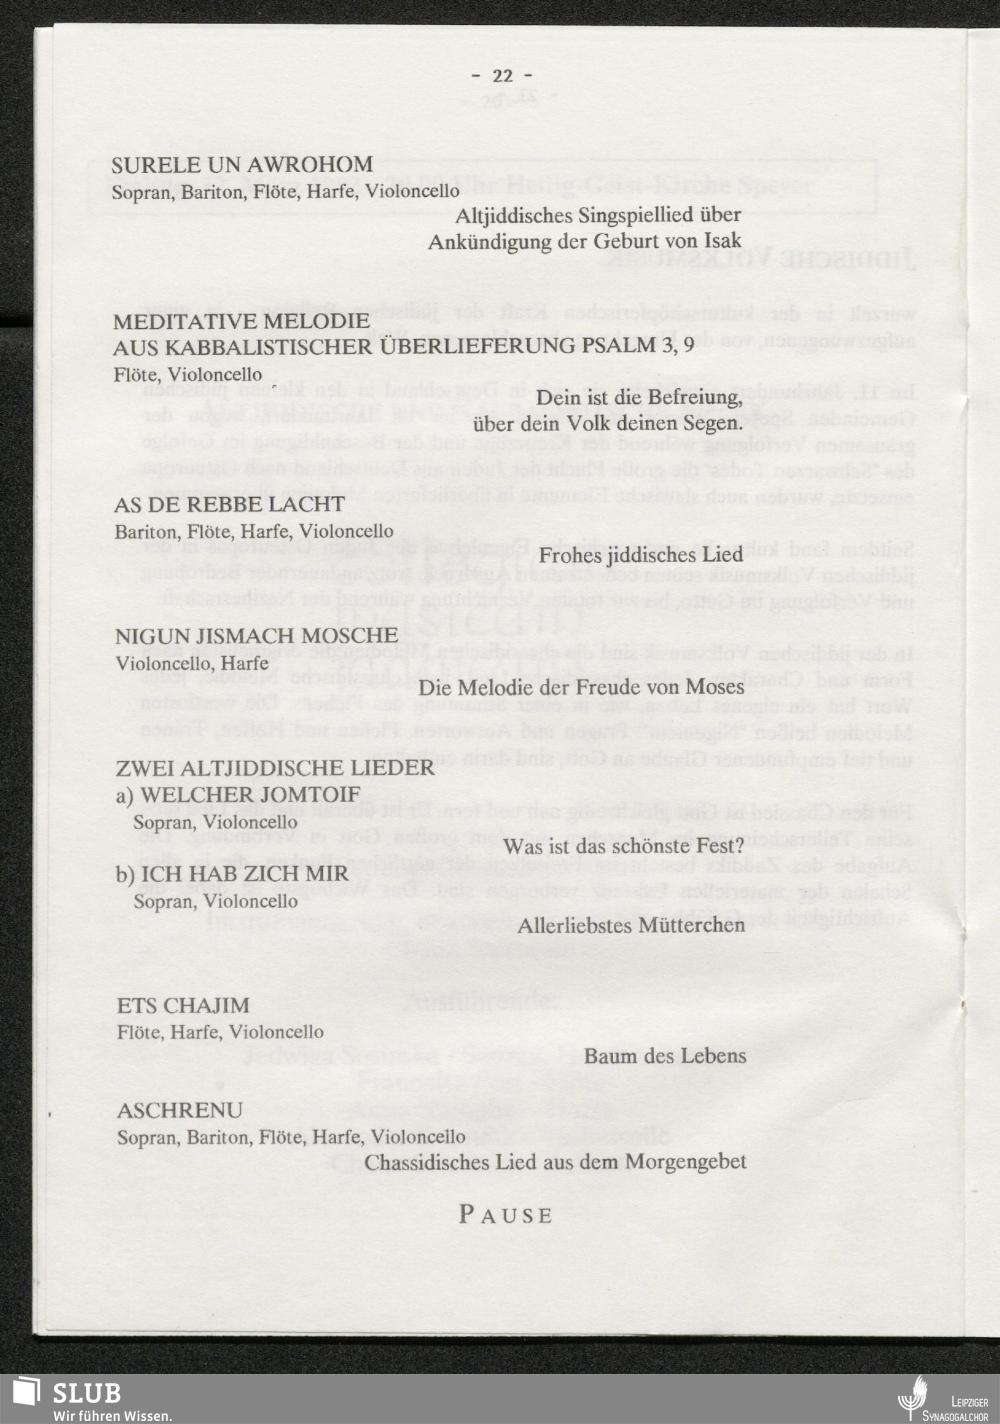 - 22 -
SURELE UN AWROHOM
Sopran, Bariton, Flöte, Harfe, Violoncello
Altjiddisches Singspiellied über
Ankündigung der Geburt von Isak
MEDITATIVE MELODIE
AUS KABBALISTISCHER ÜBERLIEFERUNG PSALM 3, 9
Flöte, Violoncello
Dein ist die Befreiung,
über dein Volk deinen Segen.
AS DE REBBE LACHT
Bariton, Flöte, Harfe, Violoncello
Frohes jiddisches Lied
NIGUN JISMACH MOSCHE
Violoncello, Harfe
Die Melodie der Freude von Moses
ZWEI ALTJIDDISCHE LIEDER
a) WELCHER JOMTOIF
Sopran, Violoncello
Was ist das schönste Fest?
b) ICH HAB ZICH MIR
Sopran, Violoncello
Allerliebstes Mütterchen
ETS CHAJIM
Flöte, Harfe, Violoncello
Baum des Lebens
ASCHRENU
Sopran, Bariton, Flöte, Harfe, Violoncello
Chassidisches Lied aus dem Morgengebet
PAUSE
SLUB
Wir führen Wissen.
LEIPZIGER
SYNAGOGALCHOR